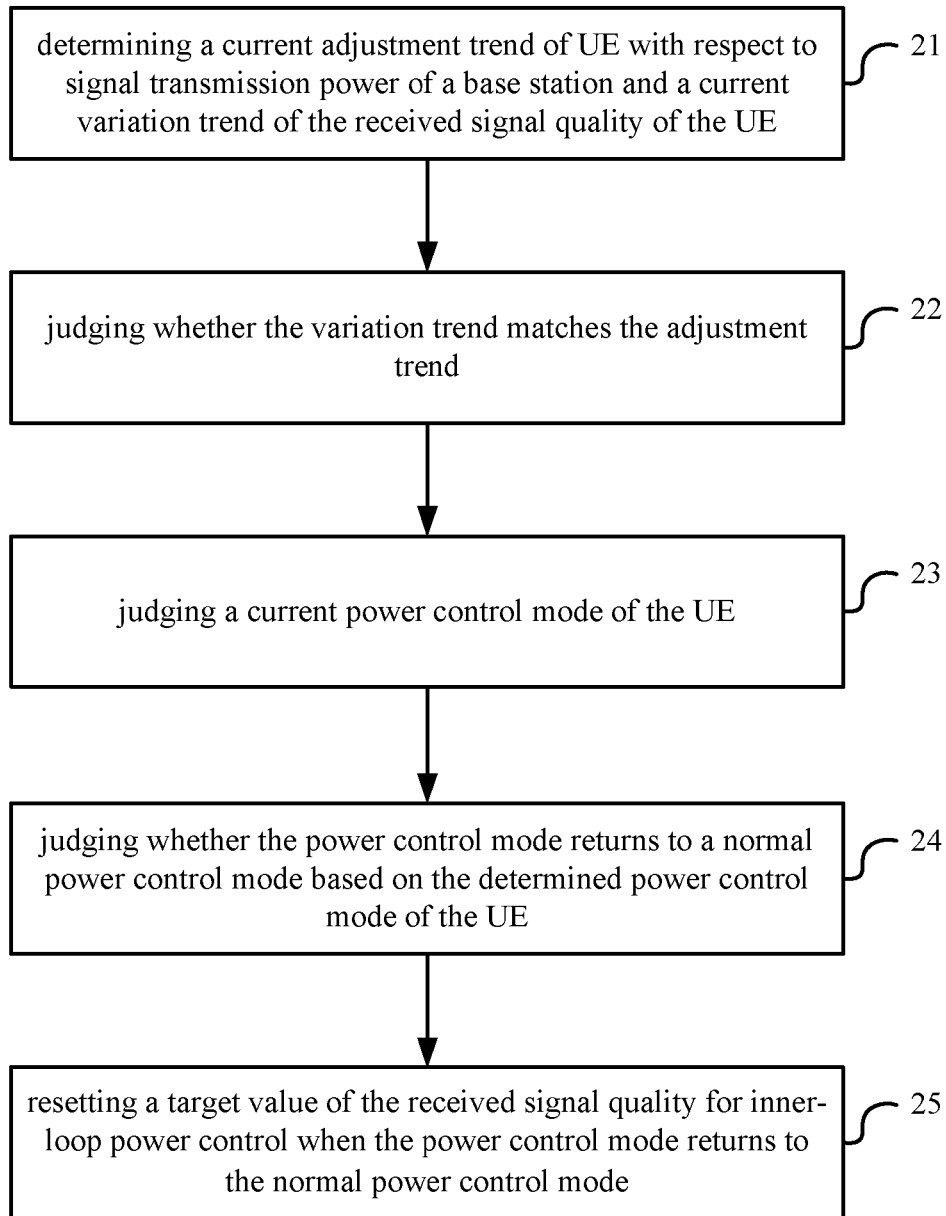 determining a current adjustment trend of UE with respect to
signal transmission power of a base station and a current
variation trend of the received signal quality of the UE
21
judging whether the variation trend matches the adjustment
trend
22
judging a current power control mode of the UE
23
judging whether the power control mode returns to a normal
power control mode based on the determined power control
mode of the UE
24
resetting a target value of the received signal quality for inner-
loop power control when the power control mode returns to
the normal power control mode
25